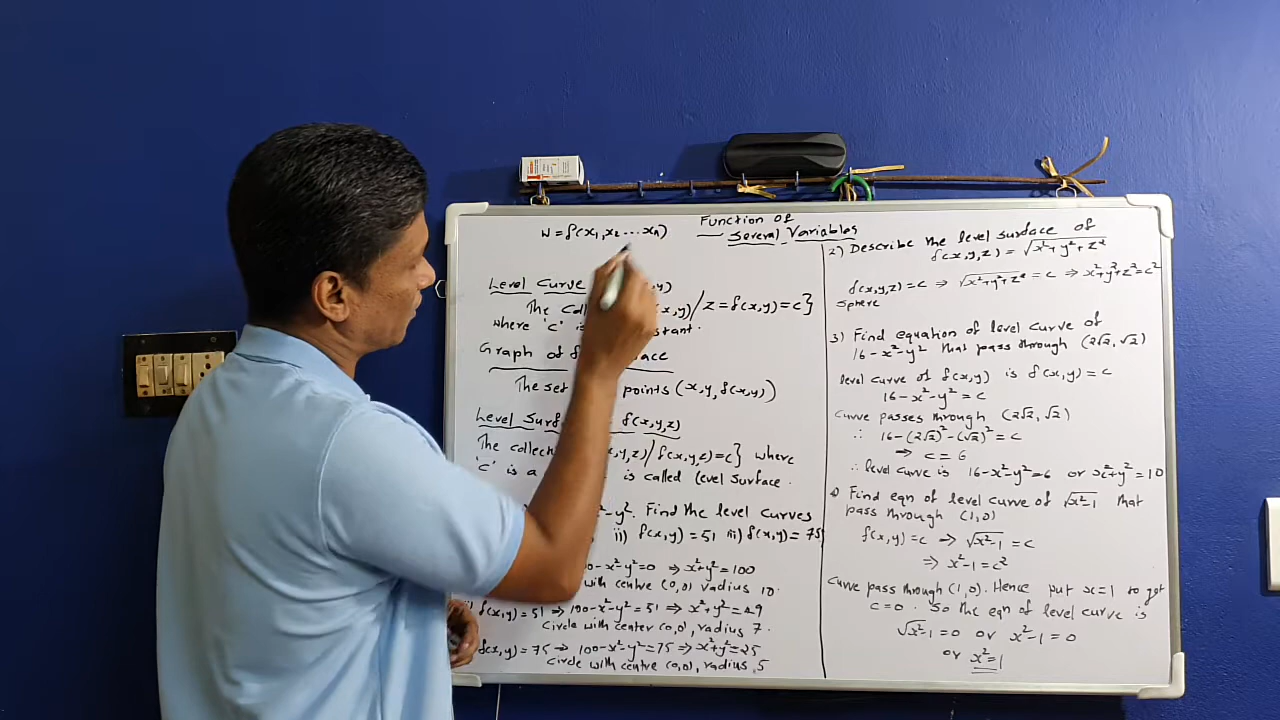 Function of
Several Variables
W = f(x₁, x₂ ... xₙ)
Level Curve , y)
The colle x, y) / z = f(x,y) = c}
where 'c' is stant.
Graph of f face
The set points (x, y, f(x,y))
Level Surf f(x,y,z)
The collect x,y,z) / f(x,y,z) = c} where
'c' is a is called level surface.
- y². Find the level curves
ii) f(x,y) = 51 iii) f(x,y) = 75
00 - x² - y² = 0 ⇒ x² + y² = 100
with centre (0,0) radius 10.
f(x,y) = 51 ⇒ 100 - x² - y² = 51 ⇒ x² + y² = 49
Circle with center (0,0), radius 7.
f(x,y) = 75 ⇒ 100 - x² - y² = 75 ⇒ x² + y² = 25
Circle with centre (0,0), radius 5
2) Describe the level surface of
f(x,y,z) = √x² + y² + z²
f(x,y,z) = c ⇒ √x² + y² + z² = c ⇒ x² + y² + z² = c²
sphere
3) Find equation of level curve of
16 - x² - y² that pass through (2√2, √2)
level curve of f(x,y) is f(x,y) = c
16 - x² - y² = c
Curve passes through (2√2, √2)
∴ 16 - (2√2)² - (√2)² = c
⇒ c = 6
∴ level curve is 16 - x² - y² = 6 or x² + y² = 10
Find eqn of level curve of √x²-1 that
pass through (1,0)
f(x,y) = c ⇒ √x²-1 = c
⇒ x² - 1 = c²
Curve pass through (1,0). Hence put x = 1 to get
c = 0. So the eqn of level curve is
√x²-1 = 0 or x² - 1 = 0
or x² = 1